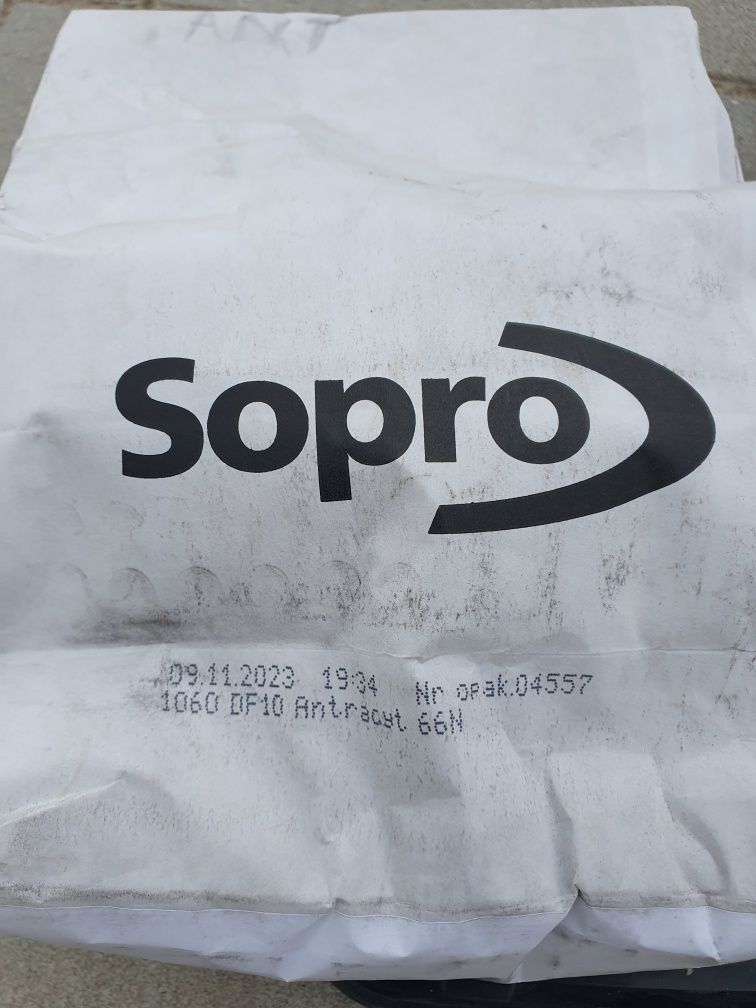 ANT
Sopro
09.11.2023 19:34 Nr opak.04557
1060 DF10 Antracyt 66N